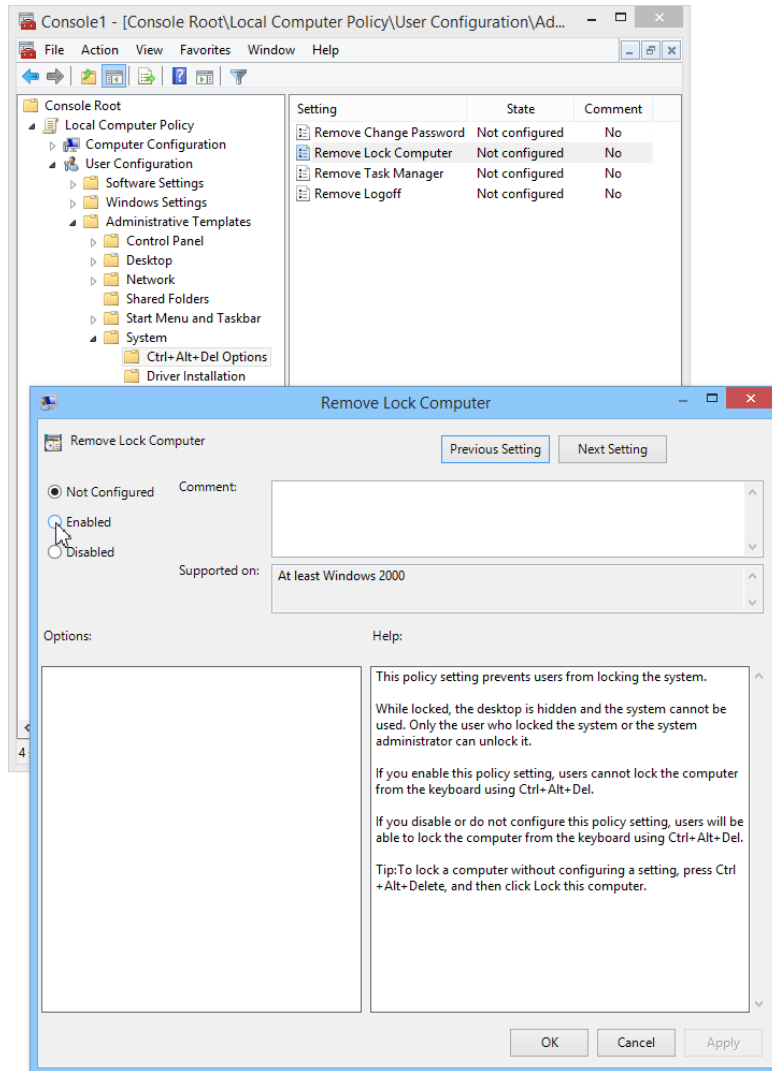 Console1 - [Console Root\Local Computer Policy\User Configuration\Ad...
File Action View Favorites Window Help
Console Root
Local Computer Policy
Computer Configuration
User Configuration
Software Settings
Windows Settings
Administrative Templates
Control Panel
Desktop
Network
Shared Folders
Start Menu and Taskbar
System
Ctrl+Alt+Del Options
Driver Installation
Setting State Comment
Remove Change Password Not configured No
Remove Lock Computer Not configured No
Remove Task Manager Not configured No
Remove Logoff Not configured No
4
Remove Lock Computer
Remove Lock Computer
Previous Setting Next Setting
Not Configured
Enabled
Disabled
Comment:
Supported on:
At least Windows 2000
Options:
Help:
This policy setting prevents users from locking the system.
While locked, the desktop is hidden and the system cannot be
used. Only the user who locked the system or the system
administrator can unlock it.
If you enable this policy setting, users cannot lock the computer
from the keyboard using Ctrl+Alt+Del.
If you disable or do not configure this policy setting, users will be
able to lock the computer from the keyboard using Ctrl+Alt+Del.
Tip:To lock a computer without configuring a setting, press Ctrl
+Alt+Delete, and then click Lock this computer.
OK Cancel Apply